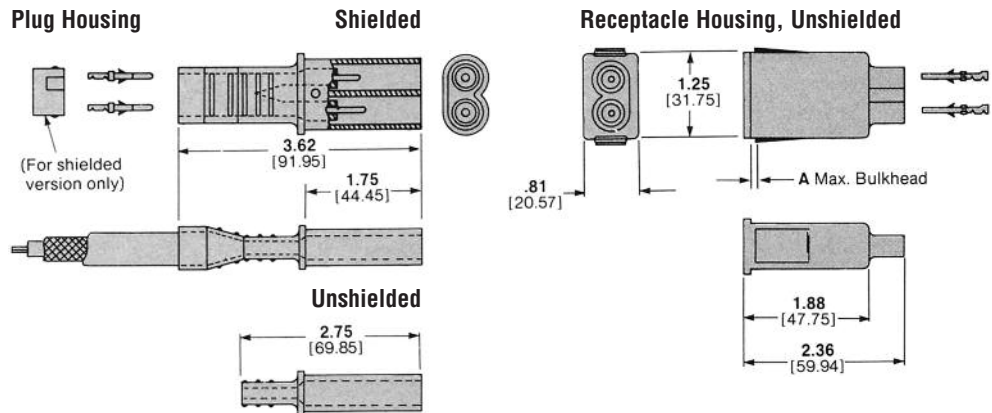 Plug Housing
Shielded
Receptacle Housing, Unshielded
(For shielded
version only)
3.62
[91.95]
1.75
[44.45]
1.25
[31.75]
.81
[20.57]
A Max. Bulkhead
Unshielded
2.75
[69.85]
1.88
[47.75]
2.36
[59.94]